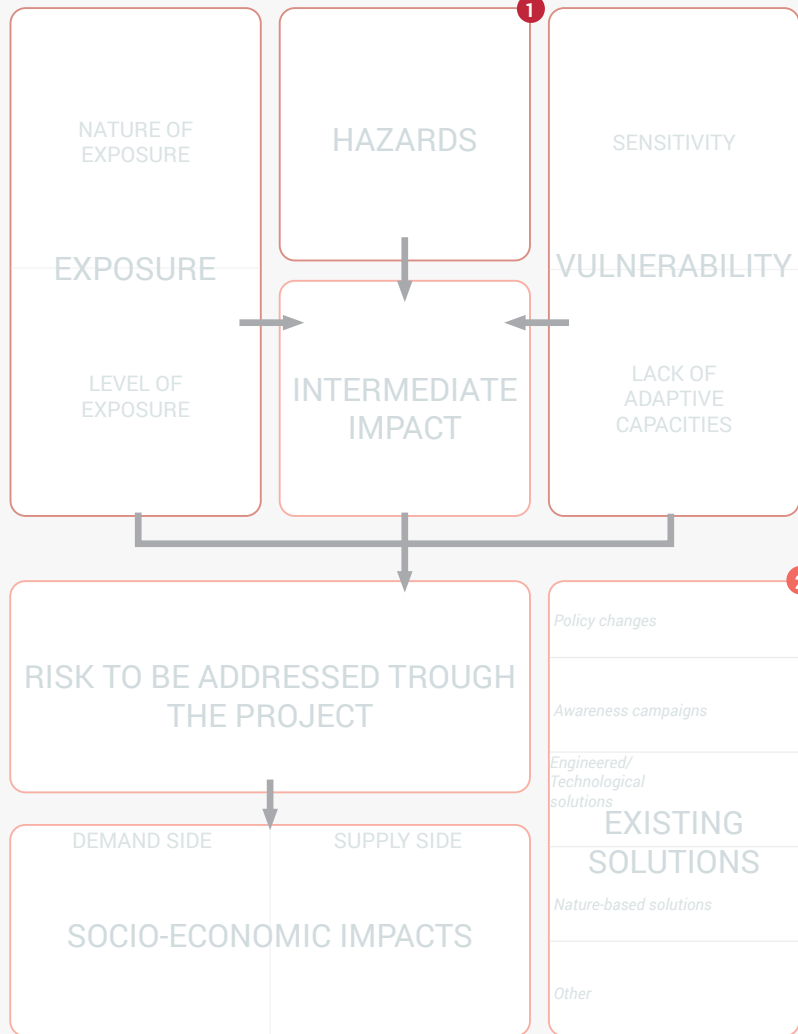 1
NATURE OF
EXPOSURE
EXPOSURE
LEVEL OF
EXPOSURE
HAZARDS
INTERMEDIATE
IMPACT
SENSITIVITY
VULNERABILITY
LACK OF
ADAPTIVE
CAPACITIES
RISK TO BE ADDRESSED TROUGH
THE PROJECT
DEMAND SIDE
SUPPLY SIDE
SOCIO-ECONOMIC IMPACTS
2
Policy changes
Awareness campaigns
Engineered/
Technological
solutions
EXISTING
SOLUTIONS
Nature-based solutions
Other